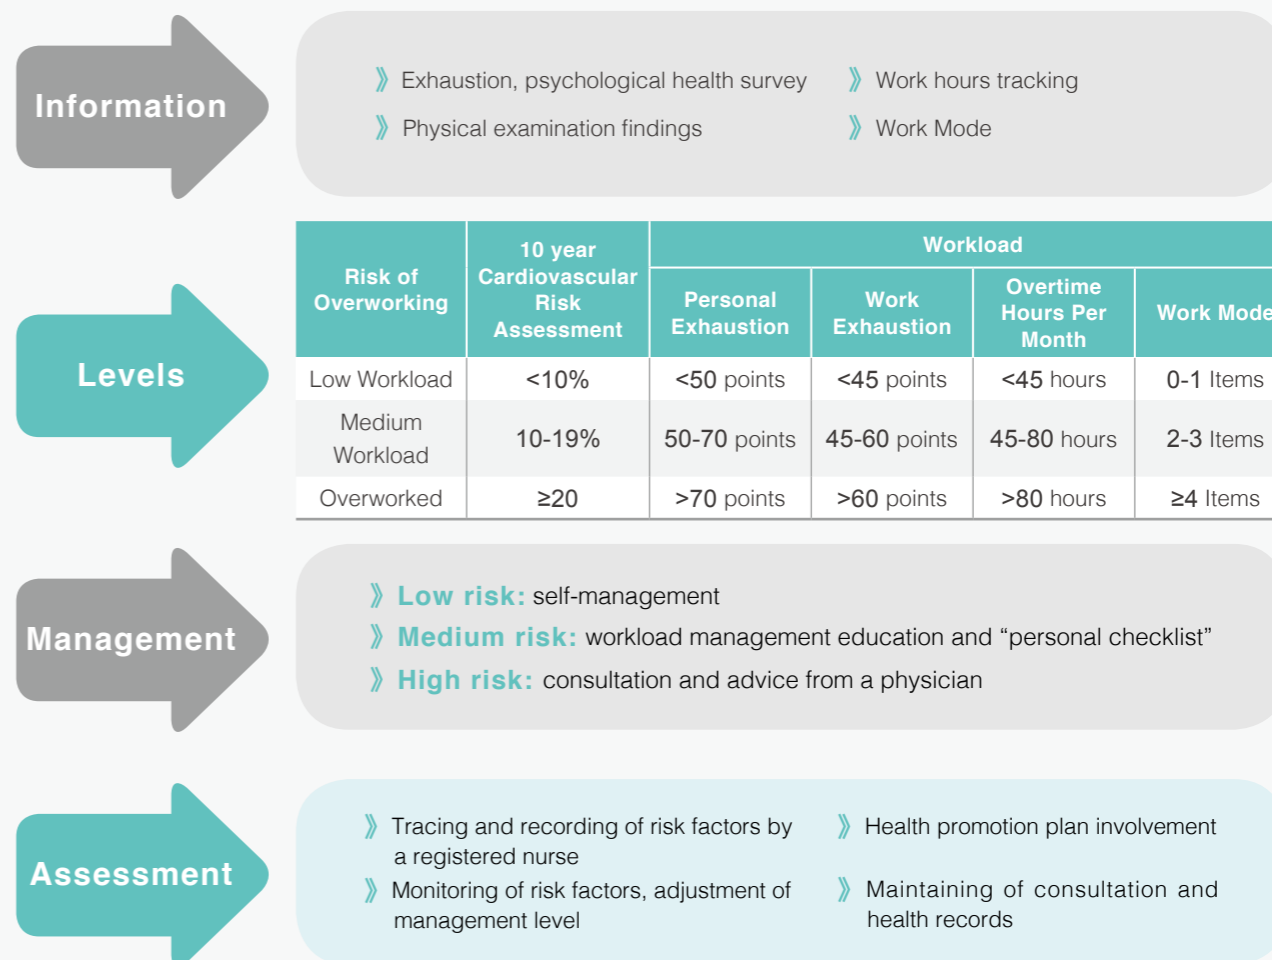 Information
》 Exhaustion, psychological health survey
》 Work hours tracking
》 Physical examination findings
》 Work Mode
Levels
Risk of
Overworking
10 year
Cardiovascular
Risk
Assessment
Workload
Personal
Exhaustion
Work
Exhaustion
Overtime
Hours Per
Month
Work Mode
Low Workload <10% <50 points <45 points <45 hours 0-1 Items
Medium
Workload
10-19% 50-70 points 45-60 points 45-80 hours 2-3 Items
Overworked ≥20 >70 points >60 points >80 hours ≥4 Items
Management
》 Low risk: self-management
》 Medium risk: workload management education and “personal checklist”
》 High risk: consultation and advice from a physician
Assessment
》 Tracing and recording of risk factors by
a registered nurse
》 Health promotion plan involvement
》 Monitoring of risk factors, adjustment of
management level
》 Maintaining of consultation and
health records